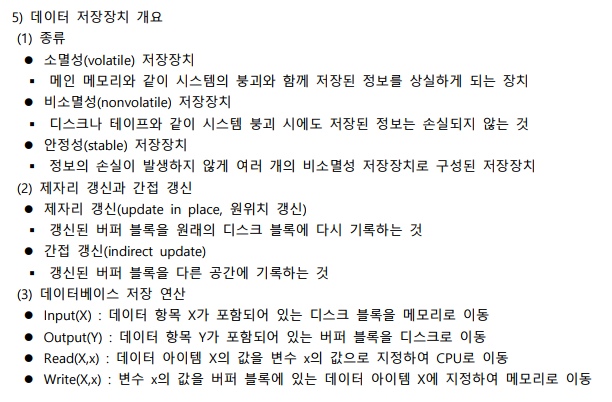 5) 데이터 저장장치 개요
(1) 종류
● 소멸성(volatile) 저장장치
▪ 메인 메모리와 같이 시스템의 붕괴와 함께 저장된 정보를 상실하게 되는 장치
● 비소멸성(nonvolatile) 저장장치
▪ 디스크나 테이프와 같이 시스템 붕괴 시에도 저장된 정보는 손실되지 않는 것
● 안정성(stable) 저장장치
▪ 정보의 손실이 발생하지 않게 여러 개의 비소멸성 저장장치로 구성된 저장장치
(2) 제자리 갱신과 간접 갱신
● 제자리 갱신(update in place, 원위치 갱신)
▪ 갱신된 버퍼 블록을 원래의 디스크 블록에 다시 기록하는 것
● 간접 갱신(indirect update)
▪ 갱신된 버퍼 블록을 다른 공간에 기록하는 것
(3) 데이터베이스 저장 연산
● Input(X) : 데이터 항목 X가 포함되어 있는 디스크 블록을 메모리로 이동
● Output(Y) : 데이터 항목 Y가 포함되어 있는 버퍼 블록을 디스크로 이동
● Read(X,x) : 데이터 아이템 X의 값을 변수 x의 값으로 지정하여 CPU로 이동
● Write(X,x) : 변수 x의 값을 버퍼 블록에 있는 데이터 아이템 X에 지정하여 메모리로 이동